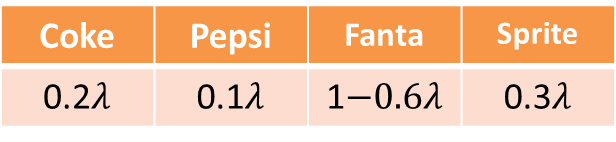 Coke Pepsi Fanta Sprite
0.2λ 0.1λ 1−0.6λ 0.3λ